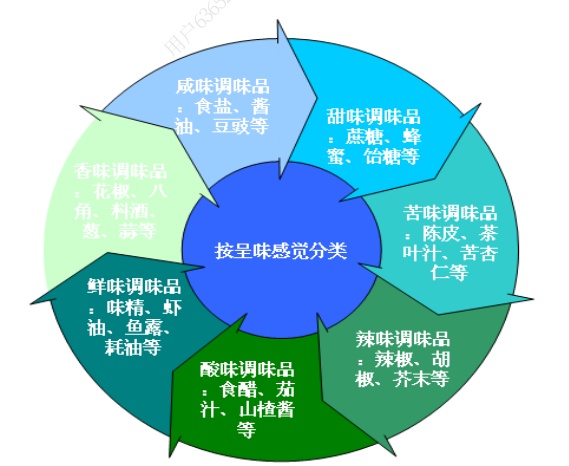 用户636
咸味调味品
：食盐、酱
油、豆豉等
甜味调味品
：蔗糖、蜂
蜜、饴糖等
苦味调味品
：陈皮、茶
叶汁、苦杏
仁等
辣味调味品
：辣椒、胡
椒、芥末等
酸味调味品
：食醋、茄
汁、山楂酱
等
鲜味调味品
：味精、虾
油、鱼露、
耗油等
香味调味品
：花椒、八
角、料酒、
葱、蒜等
按呈味感觉分类